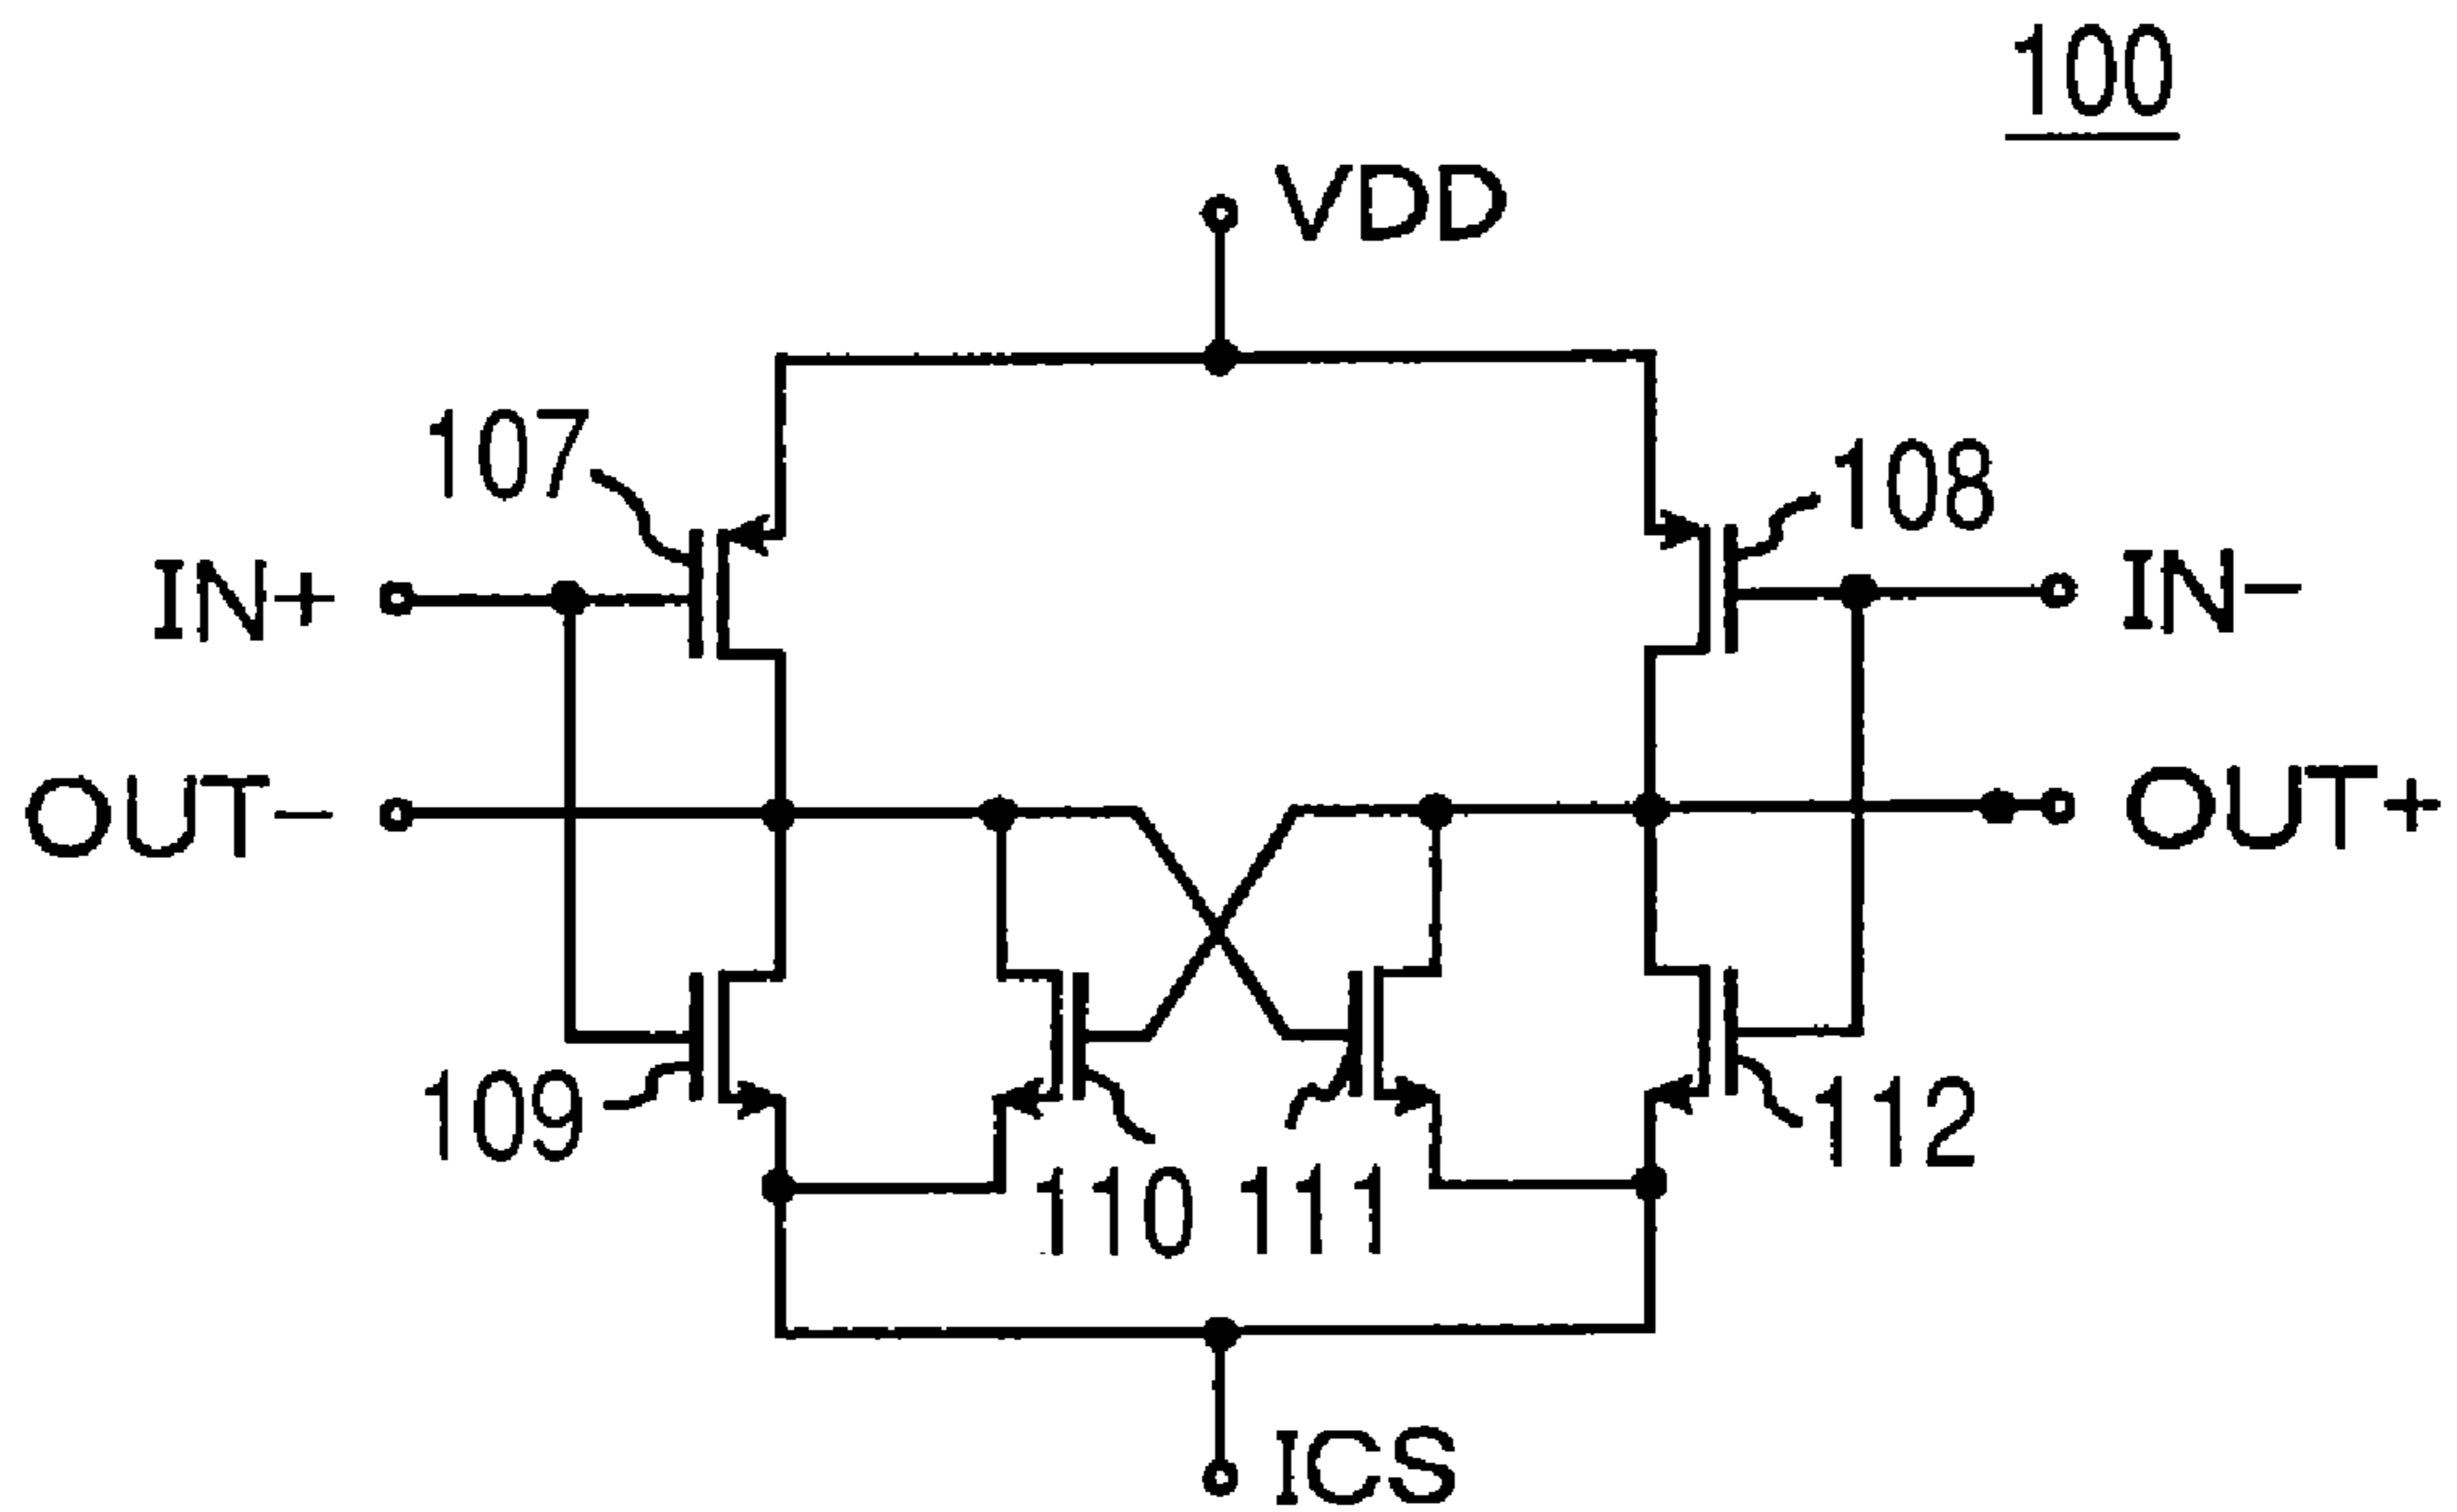 100
VDD
107
108
IN+
IN-
OUT-
OUT+
109
110
111
112
ICS